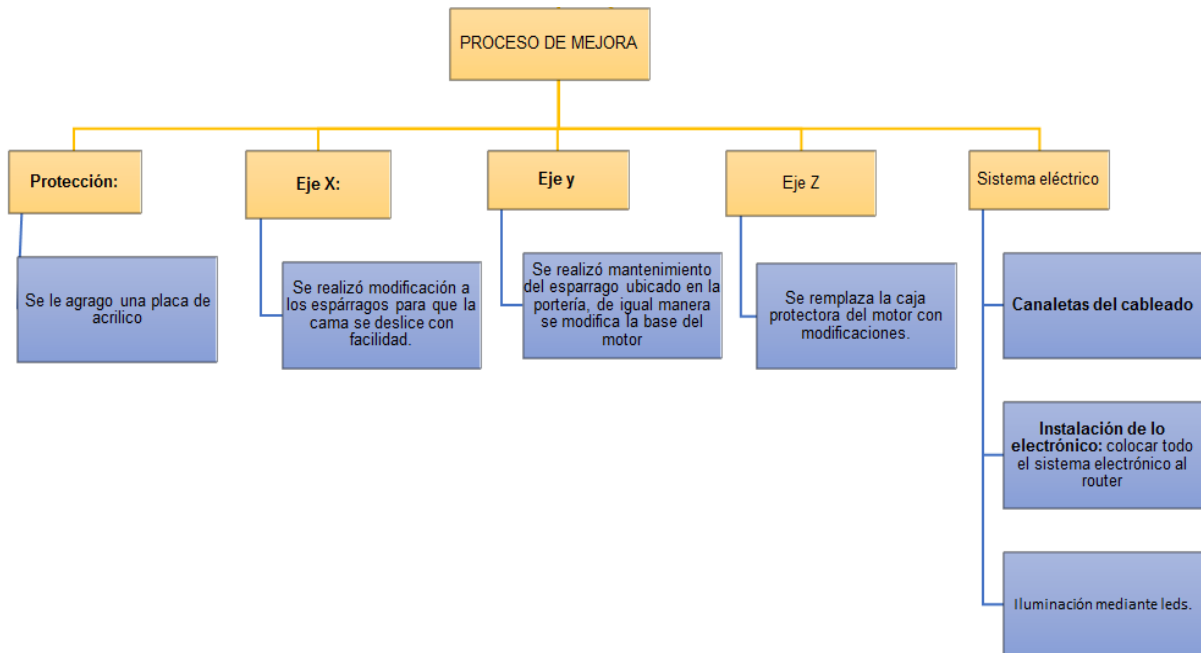 PROCESO DE MEJORA
Protección:
Se le agrago una placa de
acrilico
Eje X:
Se realizó modificación a
los espárragos para que la
cama se deslice con
facilidad.
Eje y
Se realizó mantenimiento
del esparrago ubicado en la
portería, de igual manera
se modifica la base del
motor
Eje Z
Se remplaza la caja
protectora del motor con
modificaciones.
Sistema eléctrico
Canaletas del cableado
Instalación de lo
electrónico: colocar todo
el sistema electrónico al
router
Iluminación mediante leds.